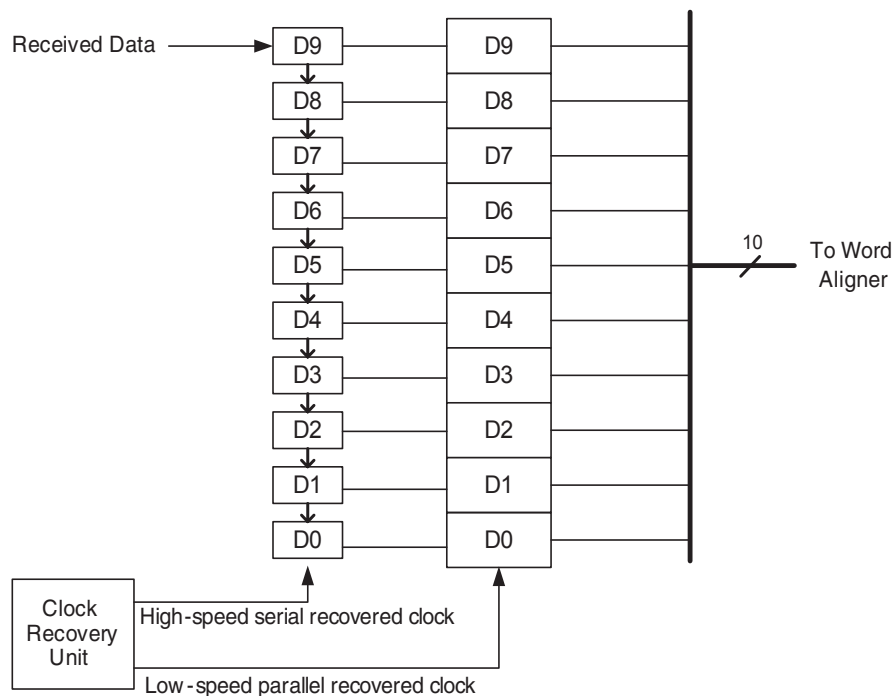 Received Data
D9
D9
D8
D8
D7
D7
D6
D6
D5
D5
D4
D4
D3
D3
D2
D2
D1
D1
D0
D0
10
To Word
Aligner
Clock
Recovery
Unit
High-speed serial recovered clock
Low-speed parallel recovered clock